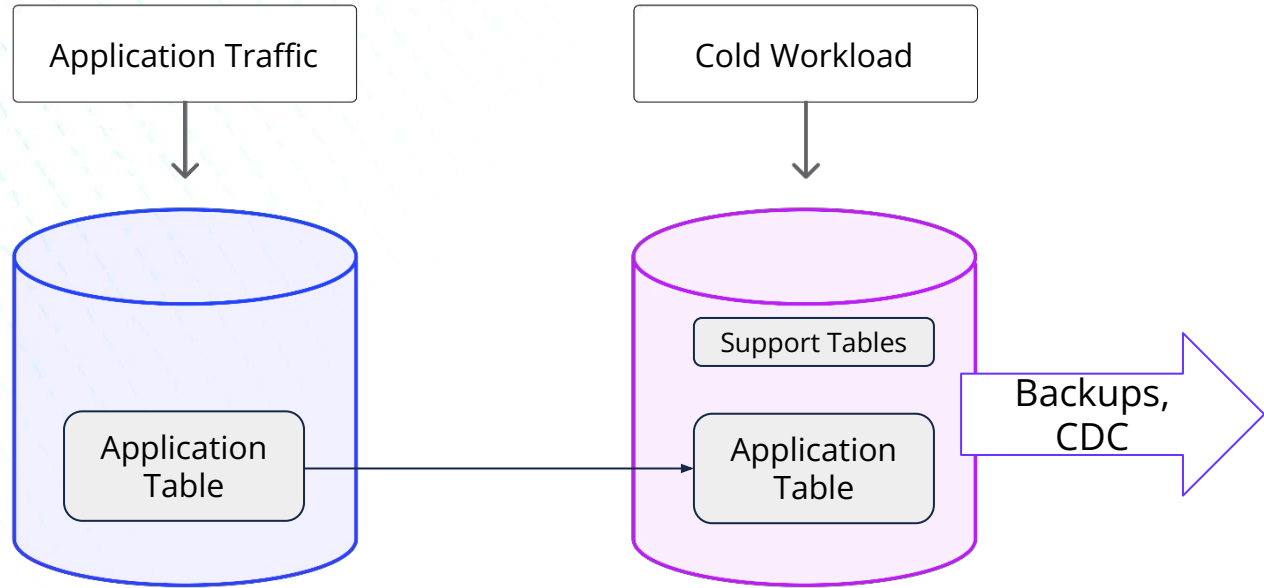 Application Traffic
Cold Workload
Support Tables
Backups,
CDC
Application
Table
Application
Table